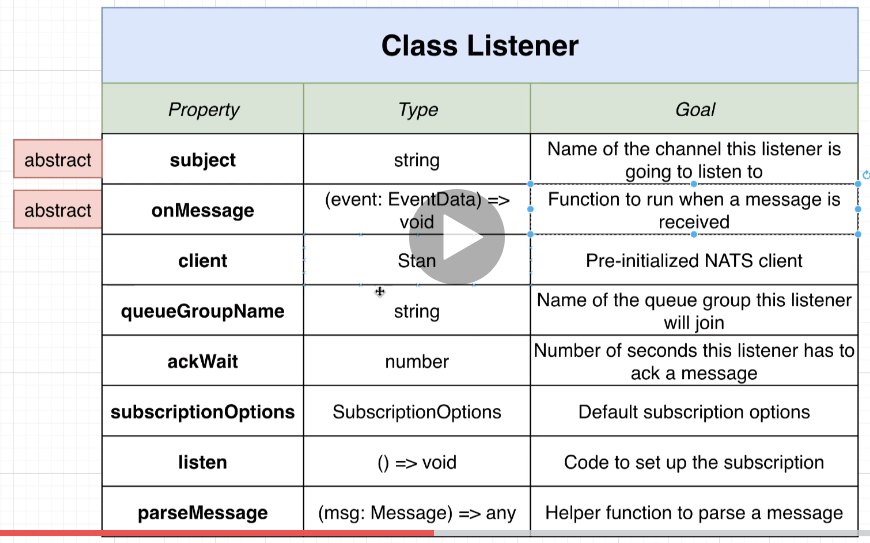 Class Listener
Property Type Goal
abstract subject string Name of the channel this listener is
going to listen to
abstract onMessage (event: EventData) => Function to run when a message is
void received
client Stan Pre-initialized NATS client
queueGroupName string Name of the queue group this listener
will join
ackWait number Number of seconds this listener has to
ack a message
subscriptionOptions SubscriptionOptions Default subscription options
listen () => void Code to set up the subscription
parseMessage (msg: Message) => any Helper function to parse a message